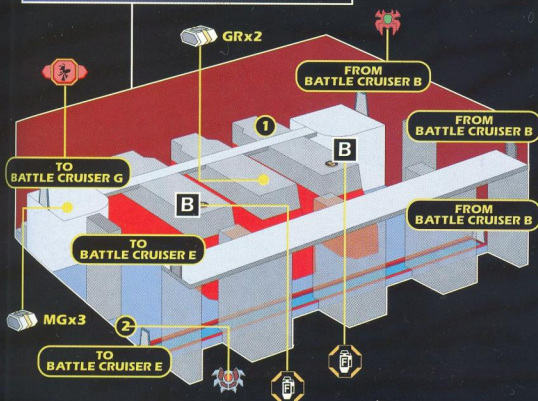 GRx2
FROM
BATTLE CRUISER B
FROM
BATTLE CRUISER B
1
B
TO
BATTLE CRUISER G
B
FROM
BATTLE CRUISER B
TO
BATTLE CRUISER E
MGx3
2
TO
BATTLE CRUISER E
F
F